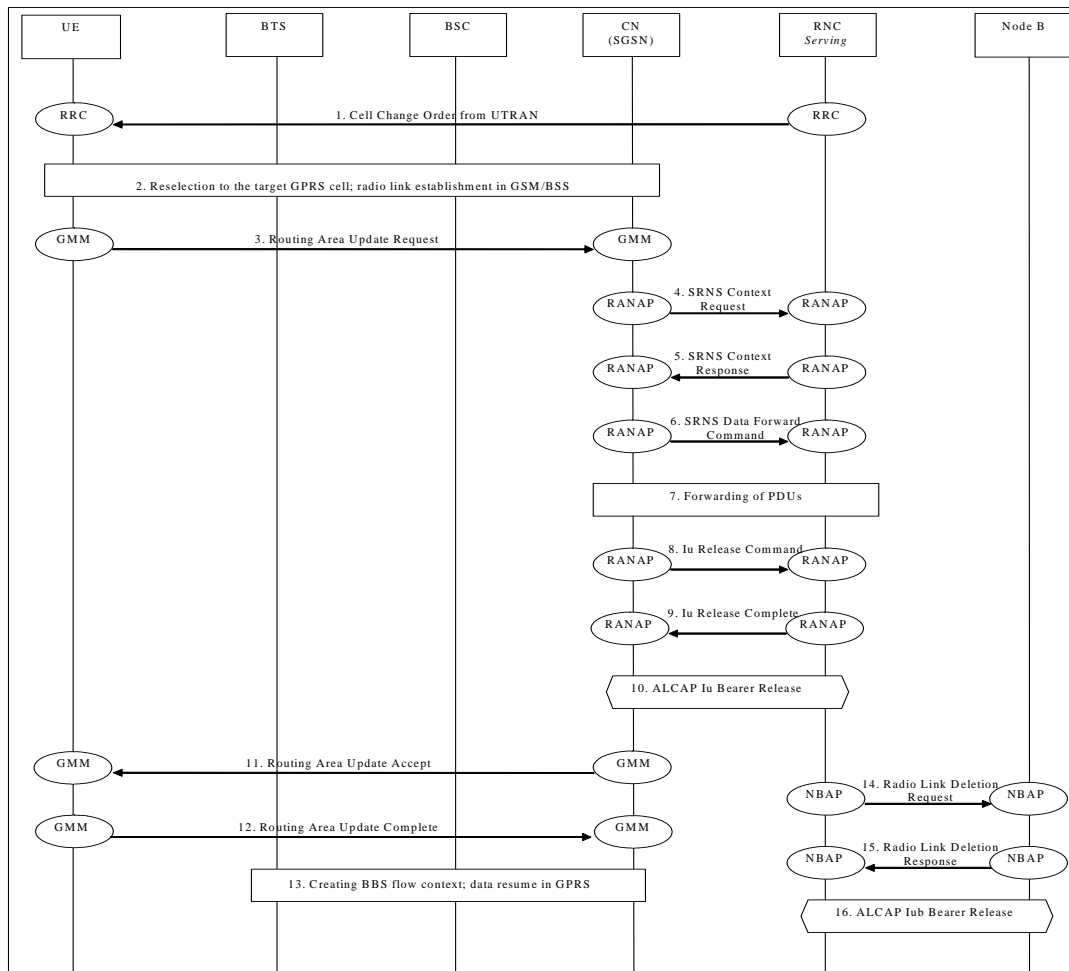 UE
BTS
BSC
CN
(SGSN)
RNC
Serving
Node B
RRC
1. Cell Change Order from UTRAN
RRC
2. Reselection to the target GPRS cell; radio link establishment in GSM/BSS
GMM
3. Routing Area Update Request
GMM
RANAP
4. SRNS Context
Request
RANAP
RANAP
5. SRNS Context
Response
RANAP
RANAP
6. SRNS Data Forward
Command
RANAP
7. Forwarding of PDUs
RANAP
8. Iu Release Command
RANAP
RANAP
9. Iu Release Complete
RANAP
10. ALCAP Iu Bearer Release
GMM
11. Routing Area Update Accept
GMM
NBAP
14. Radio Link Deletion
Request
NBAP
GMM
12. Routing Area Update Complete
GMM
NBAP
15. Radio Link Deletion
Response
NBAP
13. Creating BBS flow context; data resume in GPRS
16. ALCAP Iub Bearer Release